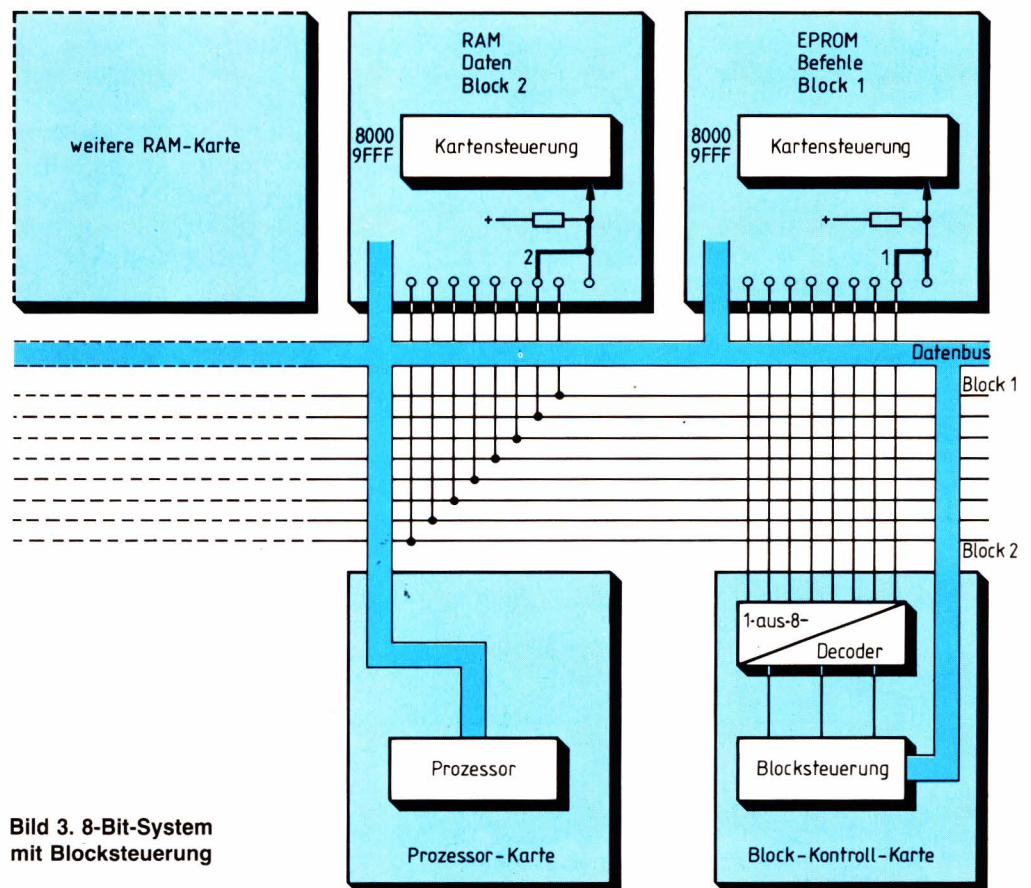 weitere RAM-Karte
RAM
Daten
Block 2
8000
9FFF
Kartensteuerung
+
2
EPROM
Befehle
Block 1
8000
9FFF
Kartensteuerung
+
1
Datenbus
Block 1
Block 2
1-aus-8-
Decoder
Prozessor
Blocksteuerung
Prozessor-Karte
Block-Kontroll-Karte
Bild 3. 8-Bit-System
mit Blocksteuerung